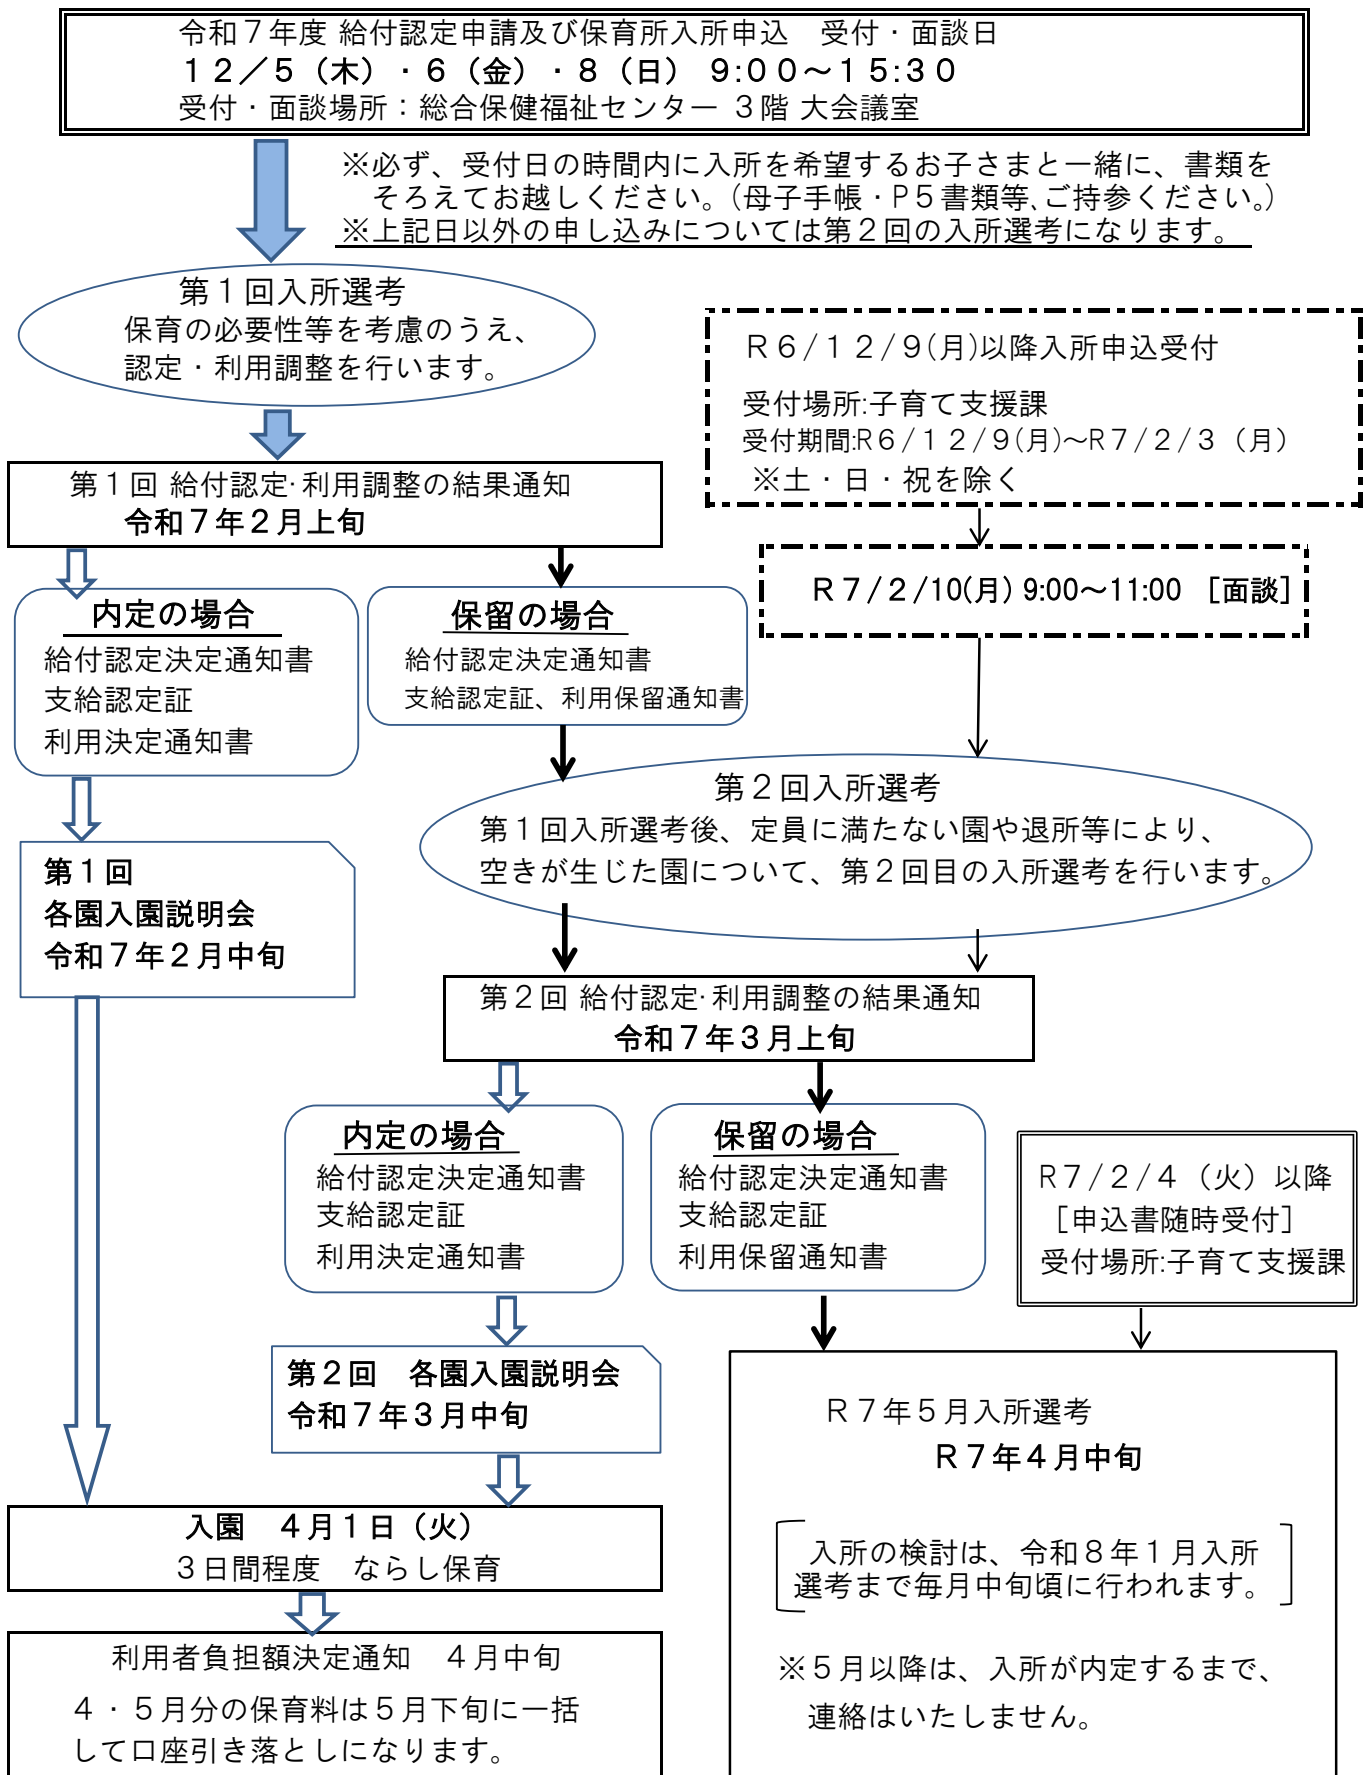 令和７年度 給付認定申請及び保育所入所申込　受付・面談日
１２／５（木）・６（金）・８（日） 9:００～１5:３０
受付・面談場所：総合保健福祉センター ３階 大会議室
※必ず、受付日の時間内に入所を希望するお子さまと一緒に、書類を
そろえてお越しください。（母子手帳・P５書類等､ご持参ください｡）
※上記日以外の申し込みについては第２回の入所選考になります。
第１回入所選考
保育の必要性等を考慮のうえ、
認定・利用調整を行います。
Ｒ６/１２/９(月)以降入所申込受付
受付場所:子育て支援課
受付期間:Ｒ６/１２/９(月)～Ｒ７/２/３（月）
※土・日・祝を除く
第１回 給付認定･利用調整の結果通知
令和７年２月上旬
Ｒ７/２/10(月) 9:00～11:00 ［面談］
内定の場合
給付認定決定通知書
支給認定証
利用決定通知書
保留の場合
給付認定決定通知書
支給認定証、利用保留通知書
第２回入所選考
第１回入所選考後、定員に満たない園や退所等により、
空きが生じた園について、第２回目の入所選考を行います。
第１回
各園入園説明会
令和７年２月中旬
第２回 給付認定･利用調整の結果通知
令和７年３月上旬
内定の場合
給付認定決定通知書
支給認定証
利用決定通知書
保留の場合
給付認定決定通知書
支給認定証
利用保留通知書
Ｒ７/２/４（火）以降
［申込書随時受付］
受付場所:子育て支援課
第２回　各園入園説明会
令和７年３月中旬
Ｒ７年５月入所選考
Ｒ７年４月中旬
入所の検討は、令和８年１月入所
選考まで毎月中旬頃に行われます。
※５月以降は、入所が内定するまで、
連絡はいたしません。
入園　４月１日（火）
３日間程度　ならし保育
利用者負担額決定通知　４月中旬
４・５月分の保育料は５月下旬に一括
して口座引き落としになります。